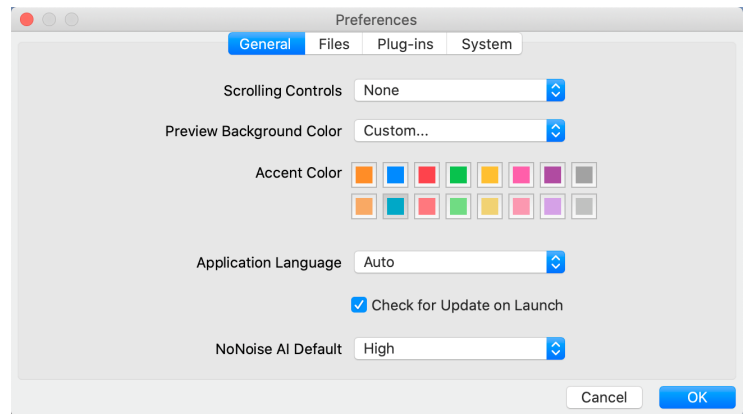 Preferences
General Files Plug-ins System
Scrolling Controls None
Preview Background Color Custom...
Accent Color
Application Language Auto
Check for Update on Launch
NoNoise AI Default High
Cancel OK